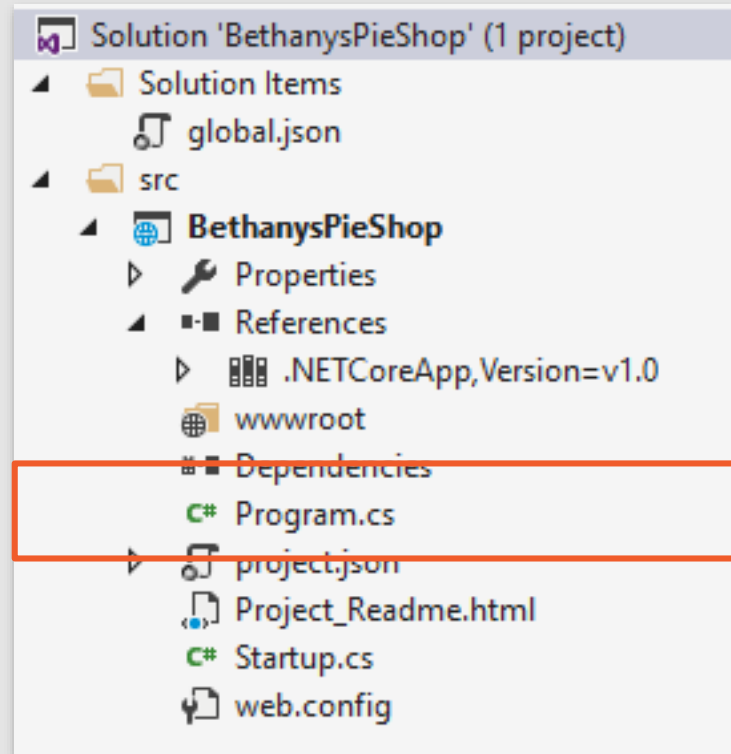 Solution 'BethanysPieShop' (1 project)
Solution Items
global.json
src
BethanysPieShop
Properties
References
.NETCoreApp,Version=v1.0
wwwroot
Dependencies
C# Program.cs
project.json
Project_Readme.html
C# Startup.cs
web.config